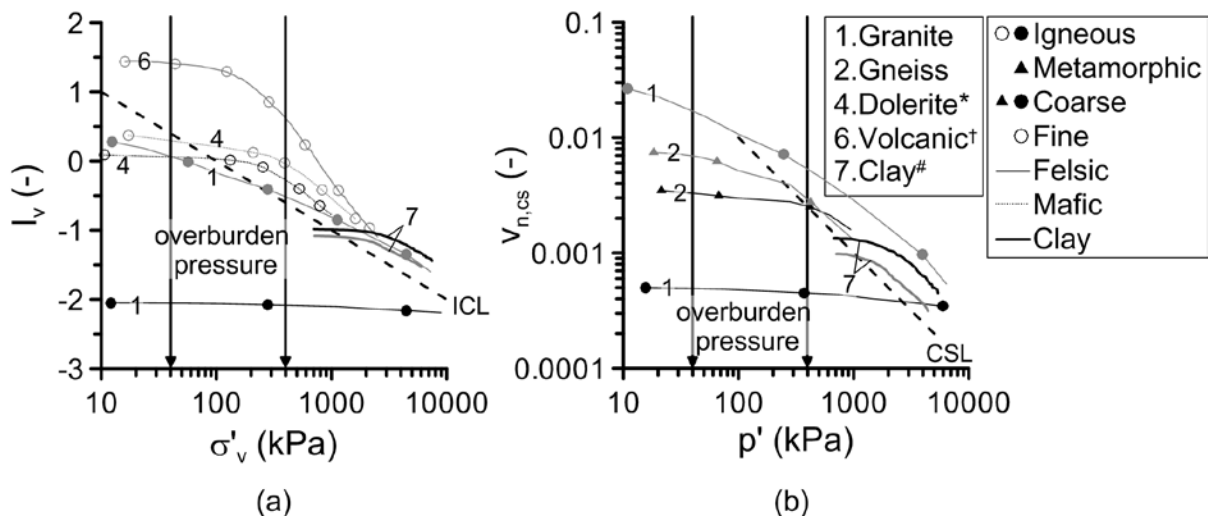 2
1
0
-1
-2
-3
I_v (-)
6
4
4
1
7
overburden
pressure
1
ICL
10
100
1000
10000
σ'_v (kPa)
(a)
0.1
0.01
0.001
0.0001
v_n,cs (-)
1
2
2
7
1
overburden
pressure
CSL
10
100
1000
10000
p' (kPa)
(b)
1.Granite
2.Gneiss
4.Dolerite*
6.Volcanic†
7.Clay#
Igneous
Metamorphic
Coarse
Fine
Felsic
Mafic
Clay